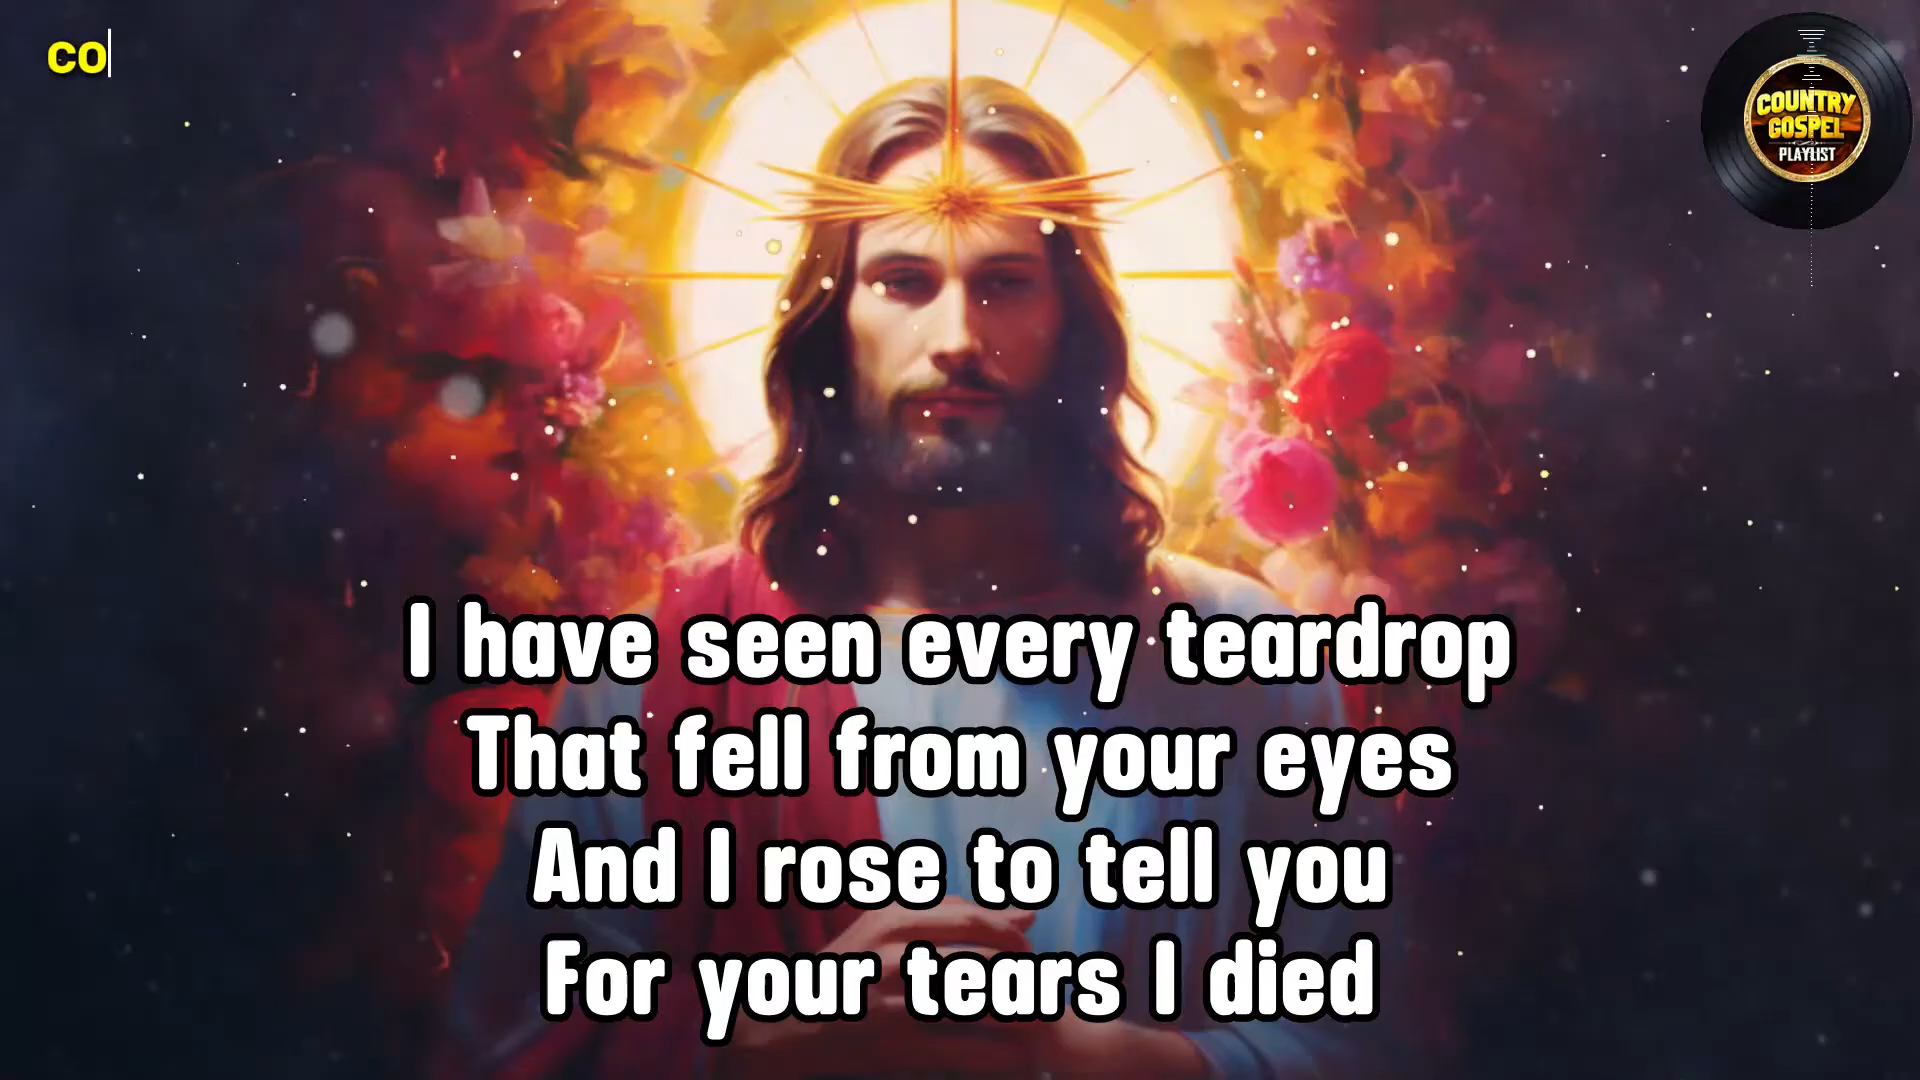 CO
COUNTRY
GOSPEL
PLAYLIST
I have seen every teardrop
That fell from your eyes
And I rose to tell you
For your tears I died